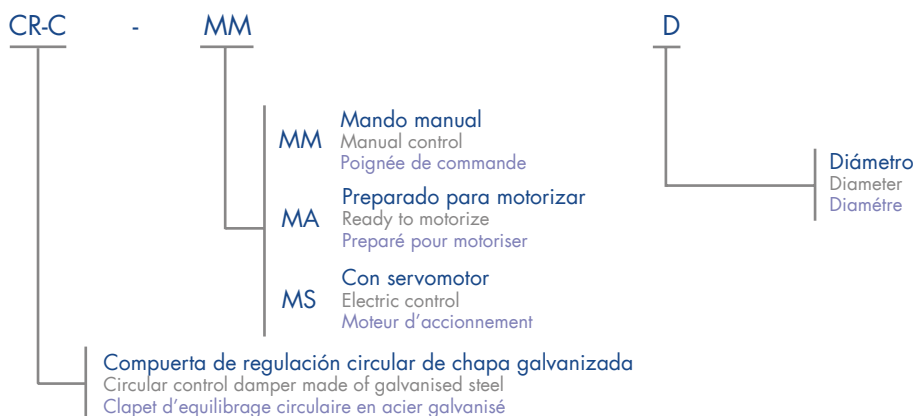 CR-C - MM D
MM Mando manual
Manual control
Poignée de commande
MA Preparado para motorizar
Ready to motorize
Preparé pour motoriser
MS Con servomotor
Electric control
Moteur d'accionnement
Diámetro
Diameter
Diamétre
Compuerta de regulación circular de chapa galvanizada
Circular control damper made of galvanised steel
Clapet d'equilibrage circulaire en acier galvanisé